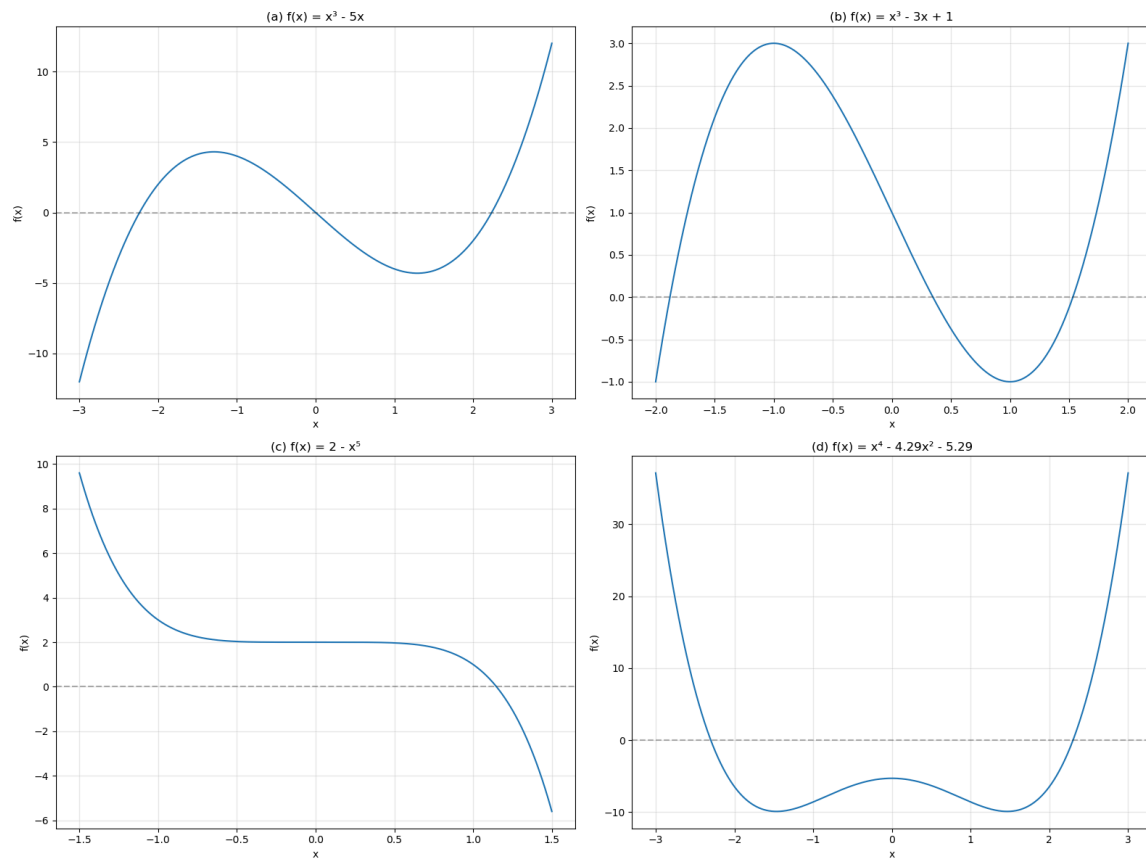 (a) f(x) = x³ - 5x
10
5
0
−5
−10
f(x)
−3 −2 −1 0 1 2 3
x
(b) f(x) = x³ - 3x + 1
3.0
2.5
2.0
1.5
1.0
0.5
0.0
−0.5
−1.0
f(x)
−2.0 −1.5 −1.0 −0.5 0.0 0.5 1.0 1.5 2.0
x
(c) f(x) = 2 - x⁵
10
8
6
4
2
0
−2
−4
−6
f(x)
−1.5 −1.0 −0.5 0.0 0.5 1.0 1.5
x
(d) f(x) = x⁴ - 4.29x² - 5.29
30
20
10
0
−10
f(x)
−3 −2 −1 0 1 2 3
x